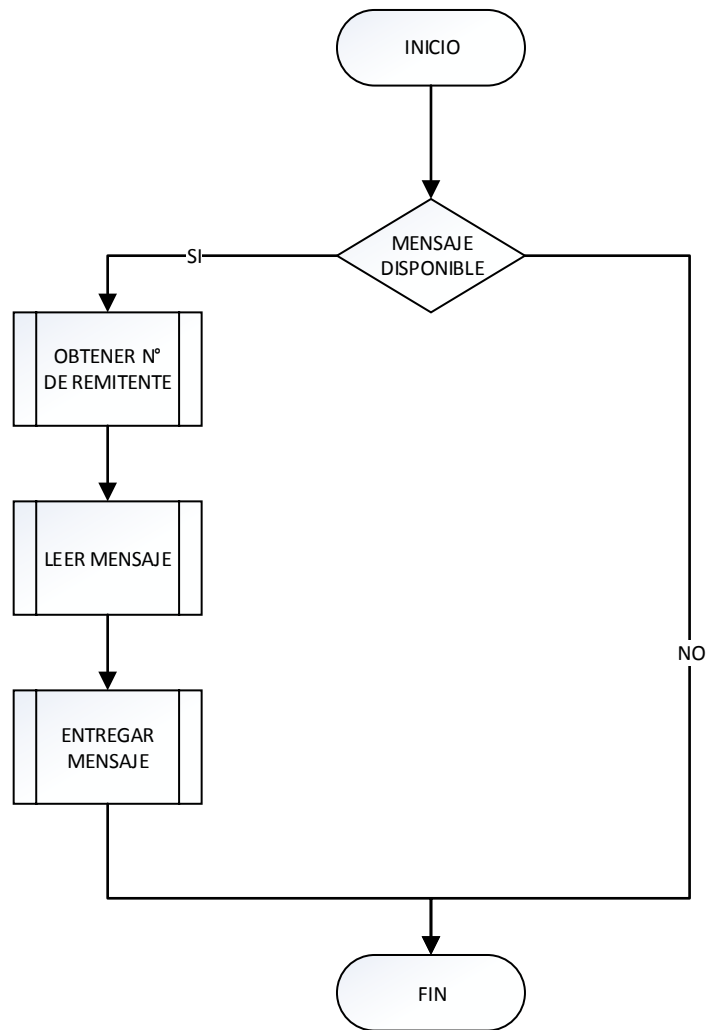 INICIO
MENSAJE
DISPONIBLE
SI
OBTENER N°
DE REMITENTE
LEER MENSAJE
ENTREGAR
MENSAJE
NO
FIN